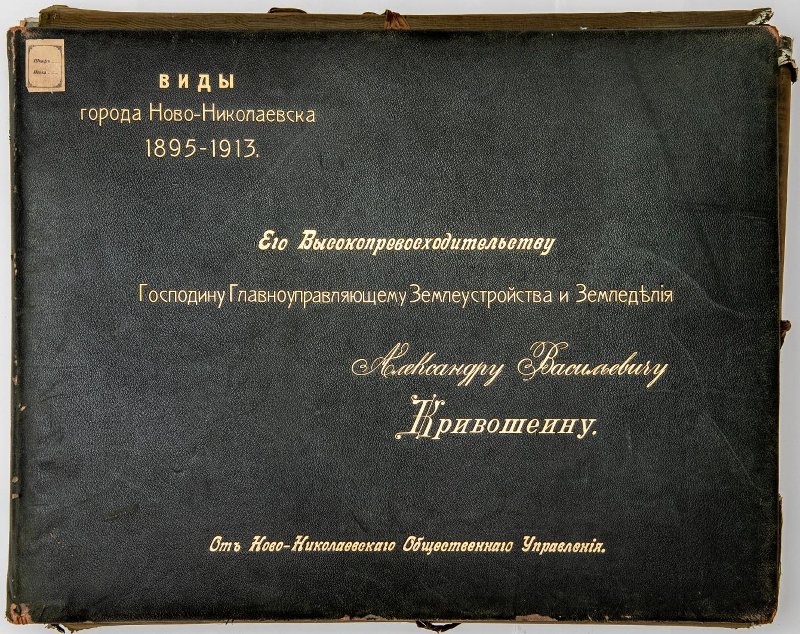 ВИДЫ
города Ново-Николаевска
1895-1913.
Его Высокопревосходительству
Господину Главноуправляющему Землеустройства и Земледѣлія
Александру Васильевичу
Кривошеину.
Отъ Ново-Николаевскаго Общественнаго Управленія.